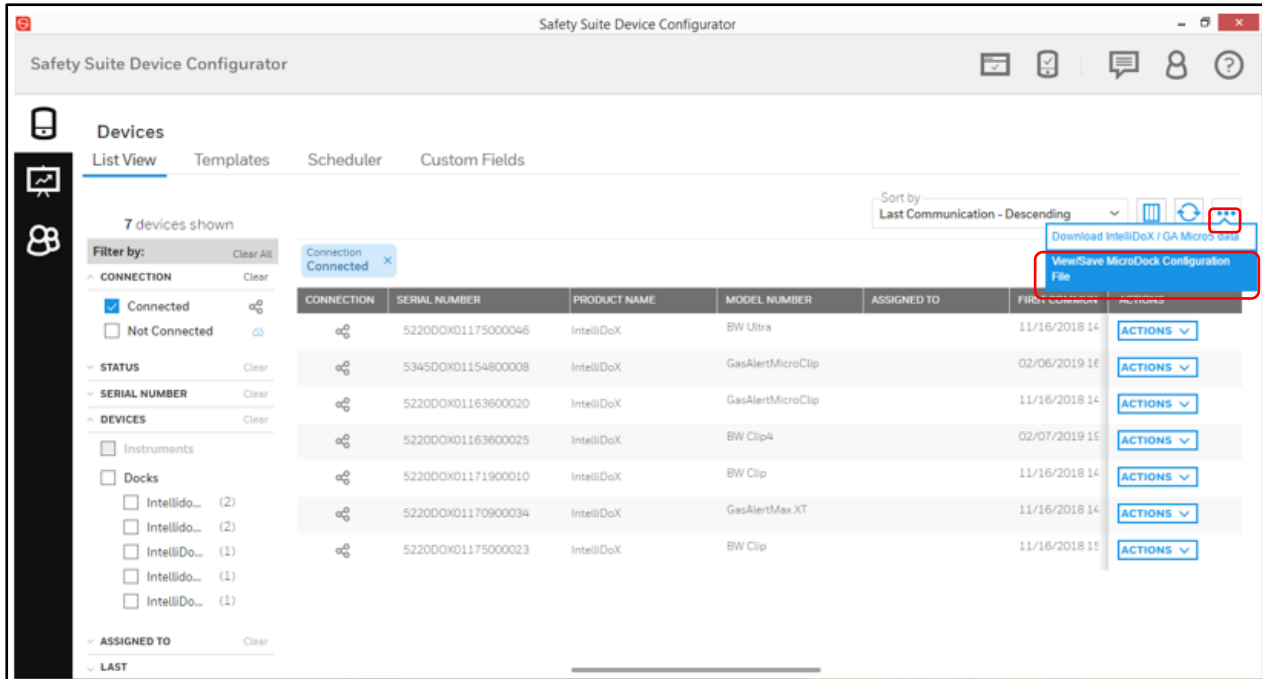 Safety Suite Device Configurator
Safety Suite Device Configurator
Devices
List View Templates Scheduler Custom Fields
Sort by
Last Communication - Descending
7 devices shown
Download IntelliDoX / GA Micro5 data
View/Save MicroDock Configuration
File
Filter by: Clear All
Connection
Connected
CONNECTION Clear
Connected
Not Connected
STATUS Clear
SERIAL NUMBER Clear
DEVICES Clear
Instruments
Docks
Intellido... (2)
Intellido... (2)
IntelliDo... (1)
Intellido... (1)
IntelliDo... (1)
ASSIGNED TO Clear
LAST
CONNECTION SERIAL NUMBER PRODUCT NAME MODEL NUMBER ASSIGNED TO FIRST COMMUN ACTIONS
5220DOX01175000046 IntelliDoX BW Ultra 11/16/2018 14 ACTIONS
5345DOX01154800008 IntelliDoX GasAlertMicroClip 02/06/2019 16 ACTIONS
5220DOX01163600020 IntelliDoX GasAlertMicroClip 11/16/2018 14 ACTIONS
5220DOX01163600025 IntelliDoX BW Clip4 02/07/2019 19 ACTIONS
5220DOX01171900010 IntelliDoX BW Clip 11/16/2018 14 ACTIONS
5220DOX01170900034 IntelliDoX GasAlertMax XT 11/16/2018 14 ACTIONS
5220DOX01175000023 IntelliDoX BW Clip 11/16/2018 15 ACTIONS